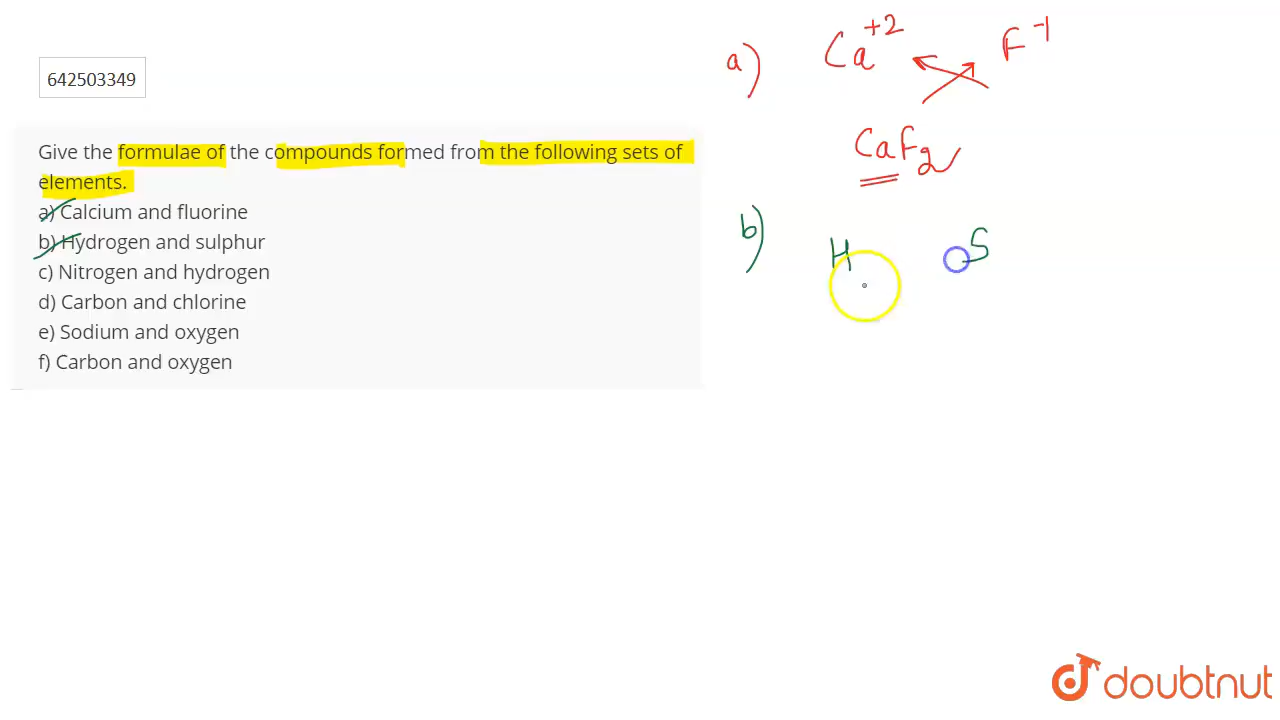 642503349
Give the formulae of the compounds formed from the following sets of
elements.
a) Calcium and fluorine
b) Hydrogen and sulphur
c) Nitrogen and hydrogen
d) Carbon and chlorine
e) Sodium and oxygen
f) Carbon and oxygen
a) Ca+2 F-1
CaF2
b) H S
doubtnut